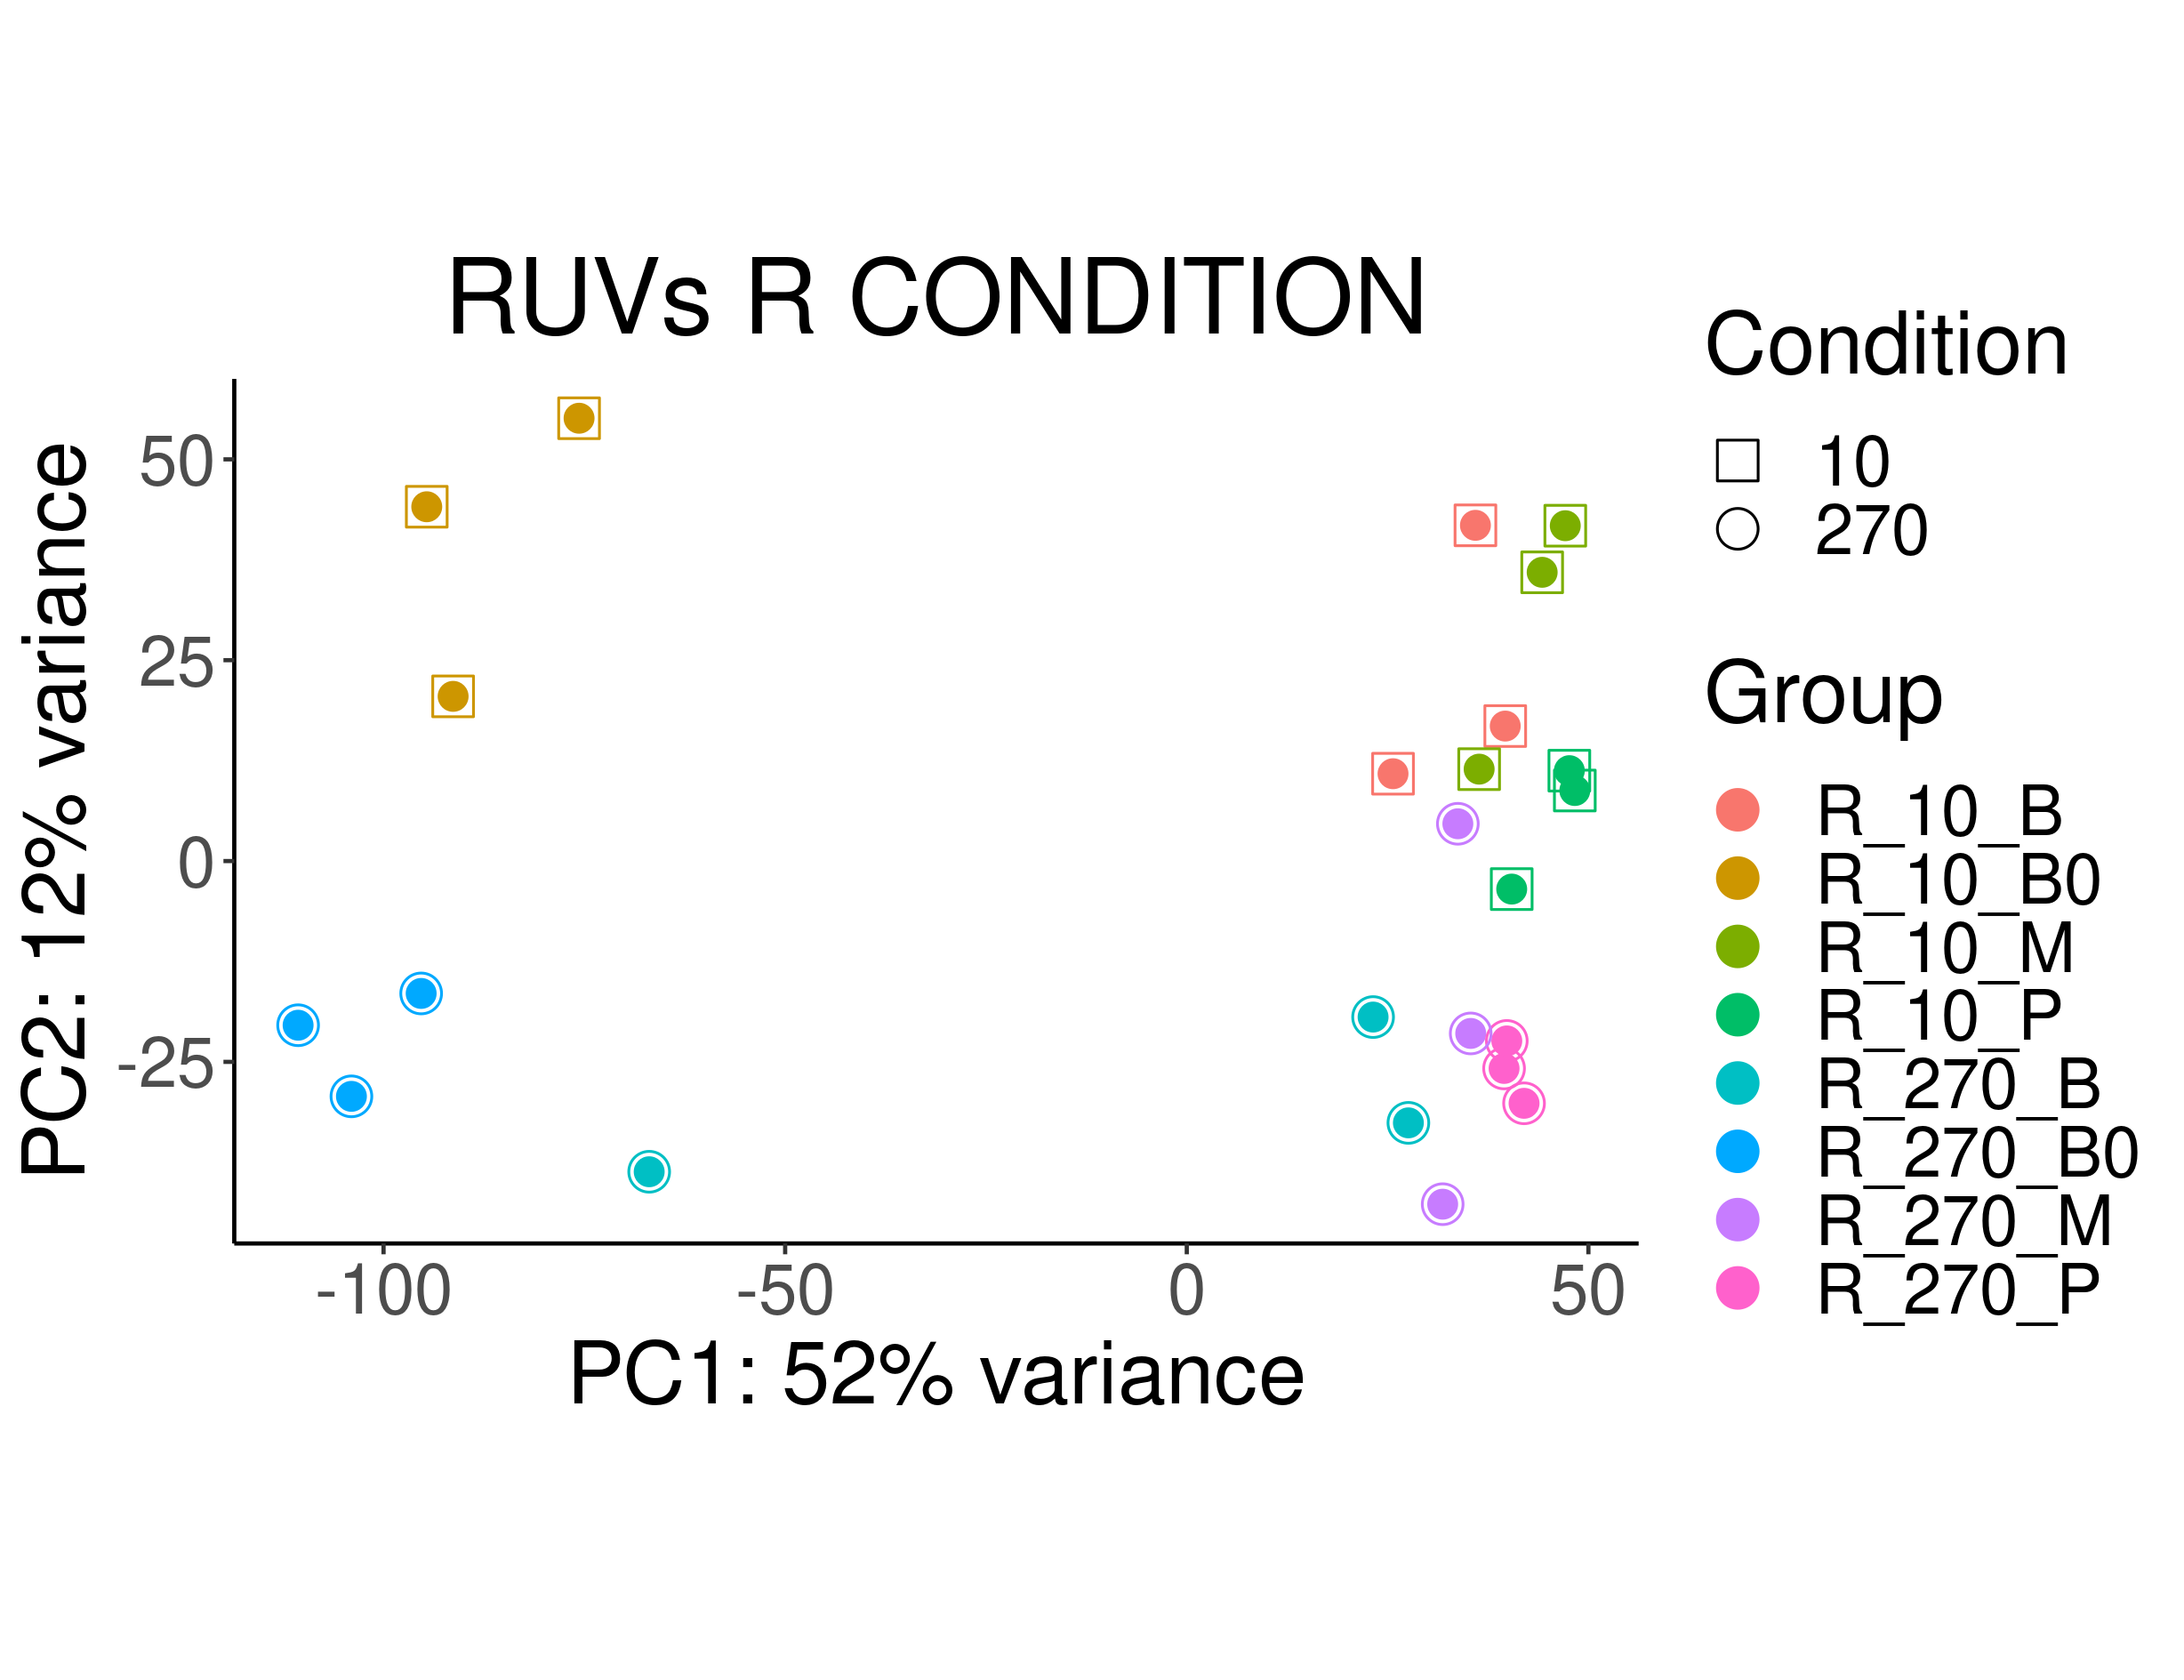 RUVs R CONDITION
PC2: 12% variance
50
25
0
-25
-100
-50
0
50
PC1: 52% variance
Condition
10
270
Group
R_10_B
R_10_B0
R_10_M
R_10_P
R_270_B
R_270_B0
R_270_M
R_270_P